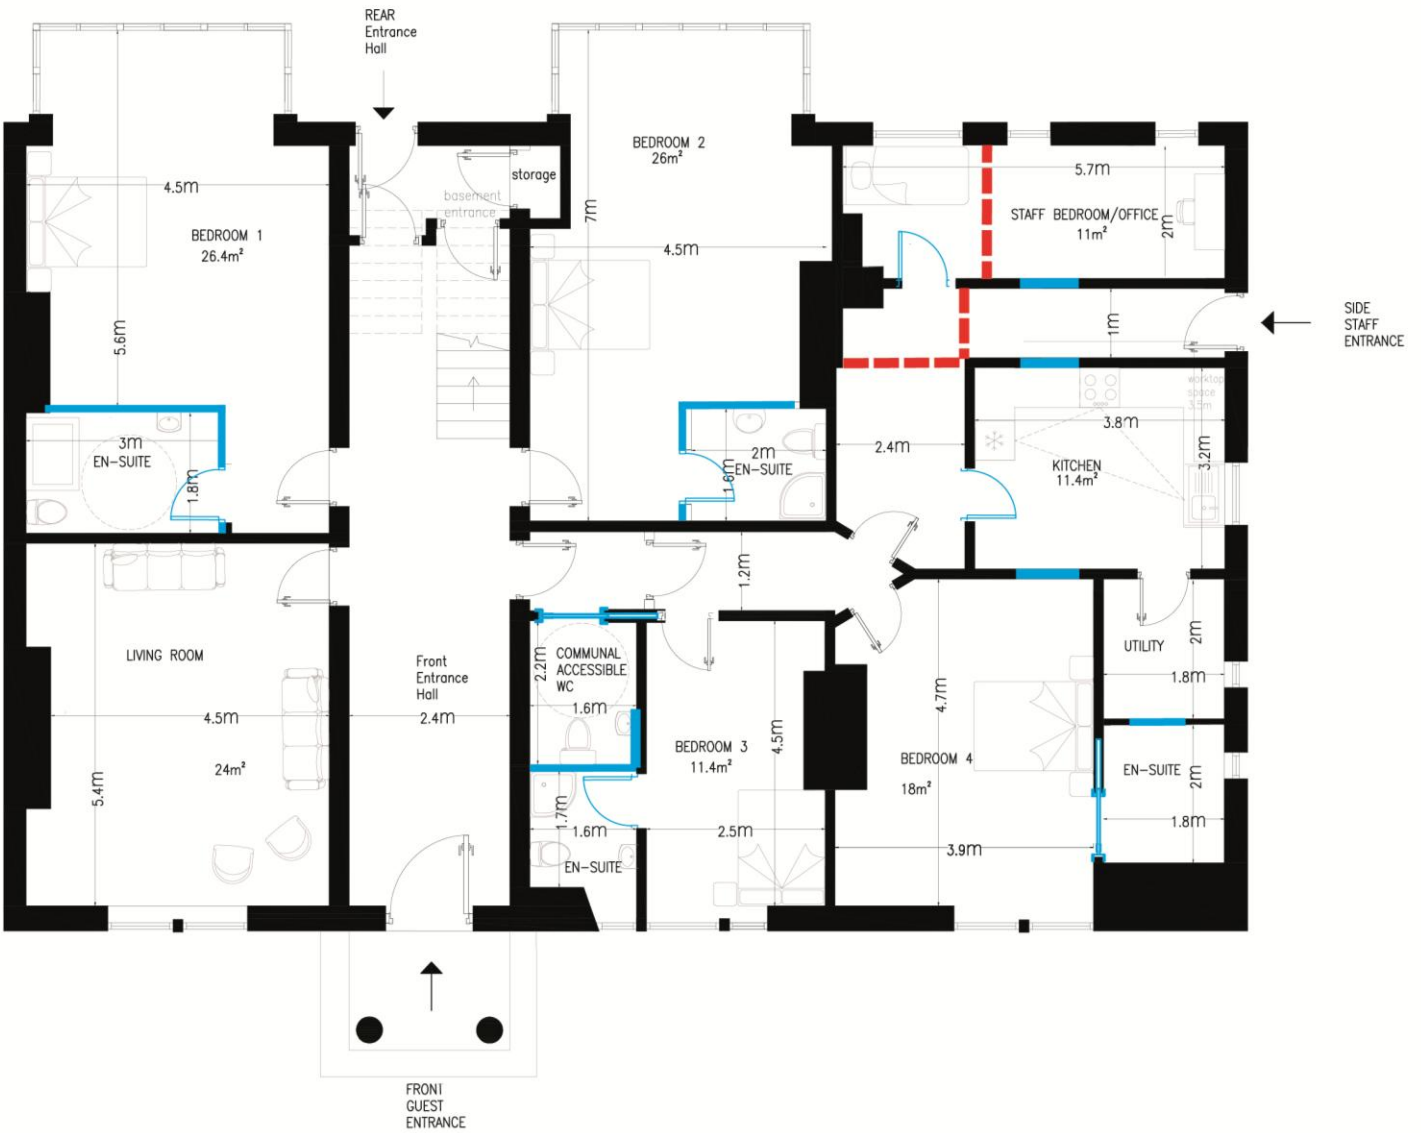 REAR
Entrance
Hall
BEDROOM 2
26m²
5.7m
storage
basement
entrance
4.5m
7m
STAFF BEDROOM/OFFICE
11m²
2m
BEDROOM 1
26.4m²
4.5m
SIDE
STAFF
ENTRANCE
1m
5.6m
worktop
space
3.5m
3.8m
3m
EN-SUITE
1.8m
2m
EN-SUITE
1.6m
2.4m
KITCHEN
11.4m²
3.2m
1.2m
LIVING ROOM
Front
Entrance
Hall
COMMUNAL
ACCESSIBLE
WC
2.2m
1.6m
UTILITY
2m
1.8m
4.5m
24m²
2.4m
4.7m
4.5m
BEDROOM 3
11.4m²
BEDROOM 4
18m²
EN-SUITE
2m
5.4m
1.7m
1.6m
2.5m
1.8m
3.9m
EN-SUITE
FRONT
GUEST
ENTRANCE